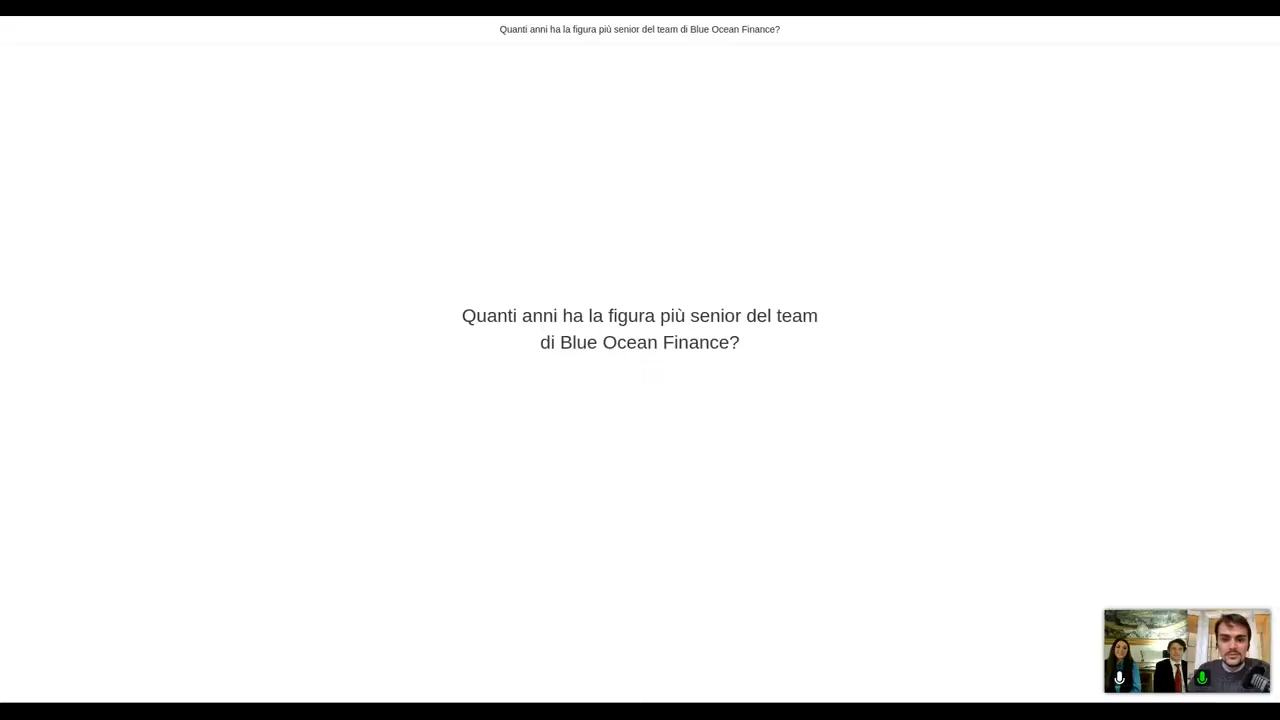 Quanti anni ha la figura più senior del team di Blue Ocean Finance?
Quanti anni ha la figura più senior del team
di Blue Ocean Finance?